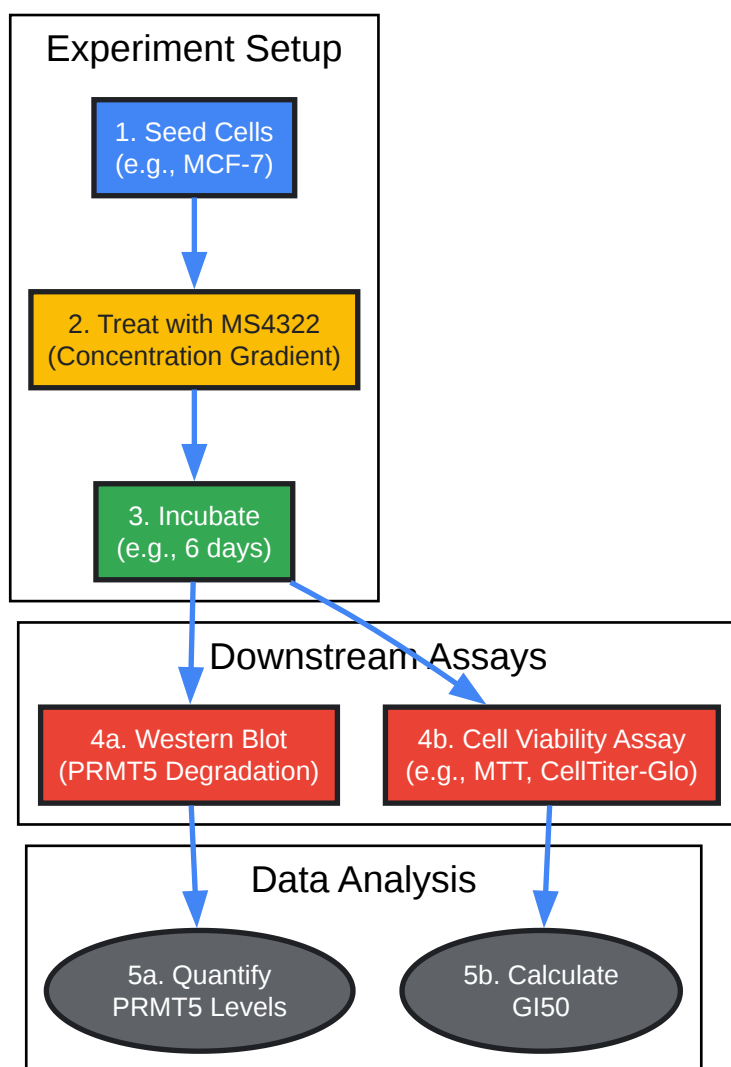 Experiment Setup
1. Seed Cells
(e.g., MCF-7)
2. Treat with MS4322
(Concentration Gradient)
3. Incubate
(e.g., 6 days)
Downstream Assays
4a. Western Blot
(PRMT5 Degradation)
4b. Cell Viability Assay
(e.g., MTT, CellTiter-Glo)
Data Analysis
5a. Quantify
PRMT5 Levels
5b. Calculate
GI50